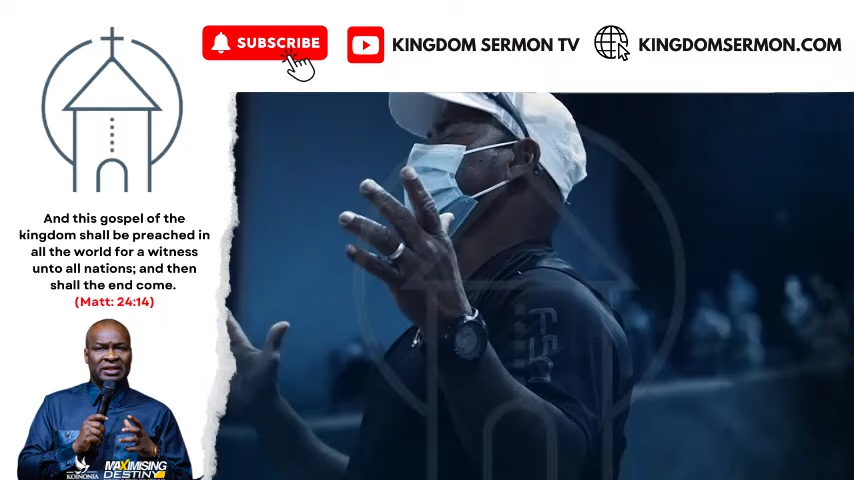 SUBSCRIBE
KINGDOM SERMON TV
KINGDOMSERMON.COM
And this gospel of the
kingdom shall be preached in
all the world for a witness
unto all nations; and then
shall the end come.
(Matt: 24:14)
KOINONIA
MAXIMISING
DESTINY